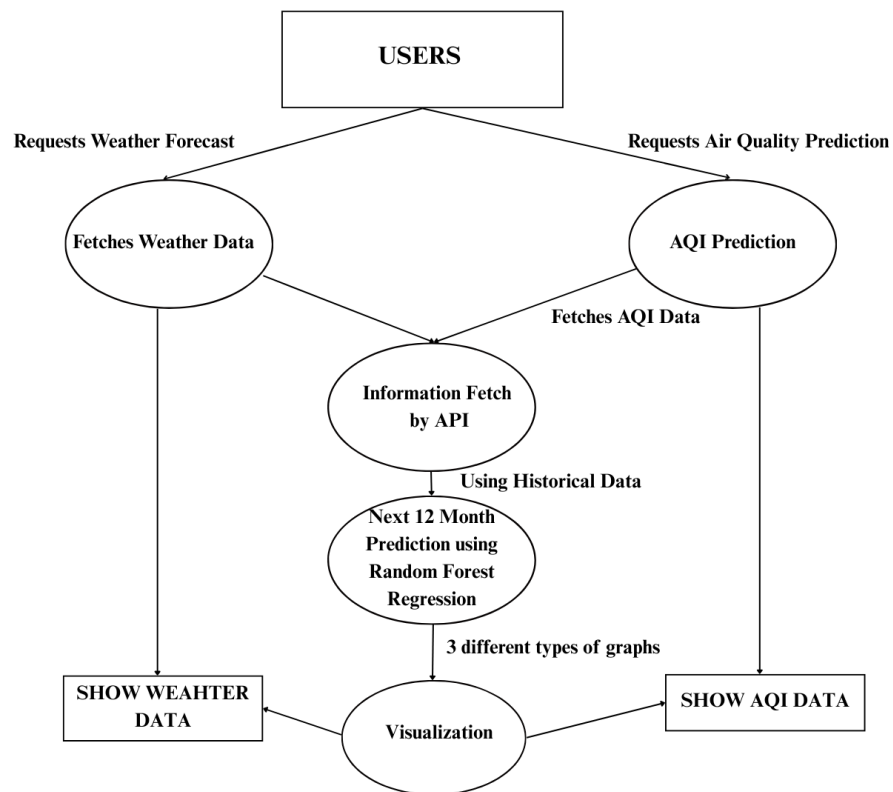 USERS
Requests Weather Forecast
Requests Air Quality Prediction
Fetches Weather Data
AQI Prediction
Fetches AQI Data
Information Fetch
by API
Using Historical Data
Next 12 Month
Prediction using
Random Forest
Regression
3 different types of graphs
SHOW WEAHTER
DATA
Visualization
SHOW AQI DATA